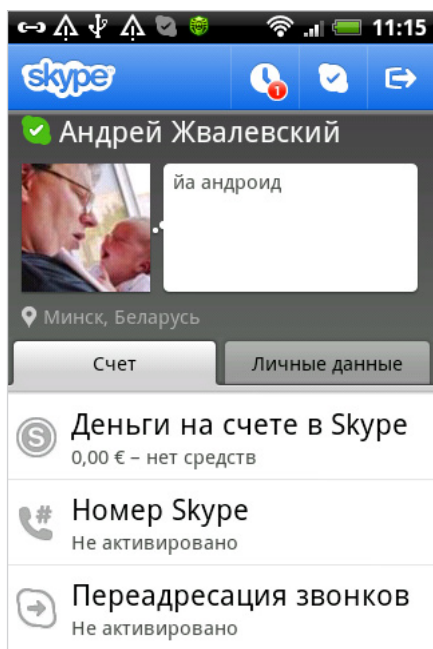 11:15
skype
1
Андрей Жвалевский
йа андроид
Минск, Беларусь
Счет
Личные данные
Деньги на счете в Skype
0,00 € – нет средств
Номер Skype
Не активировано
Переадресация звонков
Не активировано